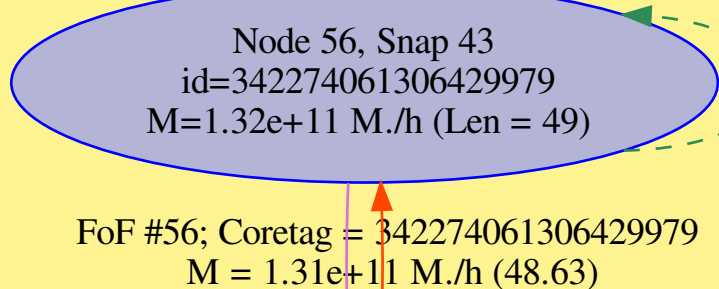 Node 56, Snap 43
id=342274061306429979
M=1.32e+11 M./h (Len = 49)
FoF #56; Coretag = 342274061306429979
M = 1.31e+11 M./h (48.63)